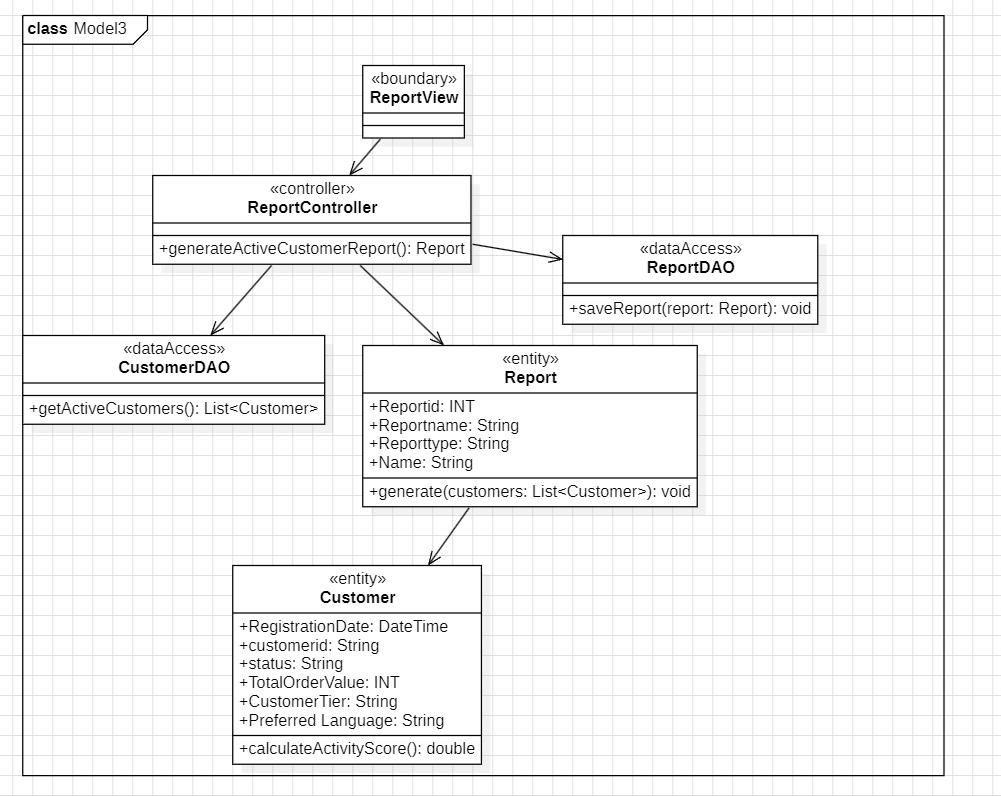 class Model3
«boundary»
ReportView
«controller»
ReportController
+generateActiveCustomerReport(): Report
«dataAccess»
ReportDAO
+saveReport(report: Report): void
«dataAccess»
CustomerDAO
+getActiveCustomers(): List<Customer>
«entity»
Report
+Reportid: INT
+Reportname: String
+Reporttype: String
+Name: String
+generate(customers: List<Customer>): void
«entity»
Customer
+RegistrationDate: DateTime
+customerid: String
+status: String
+TotalOrderValue: INT
+CustomerTier: String
+Preferred Language: String
+calculateActivityScore(): double